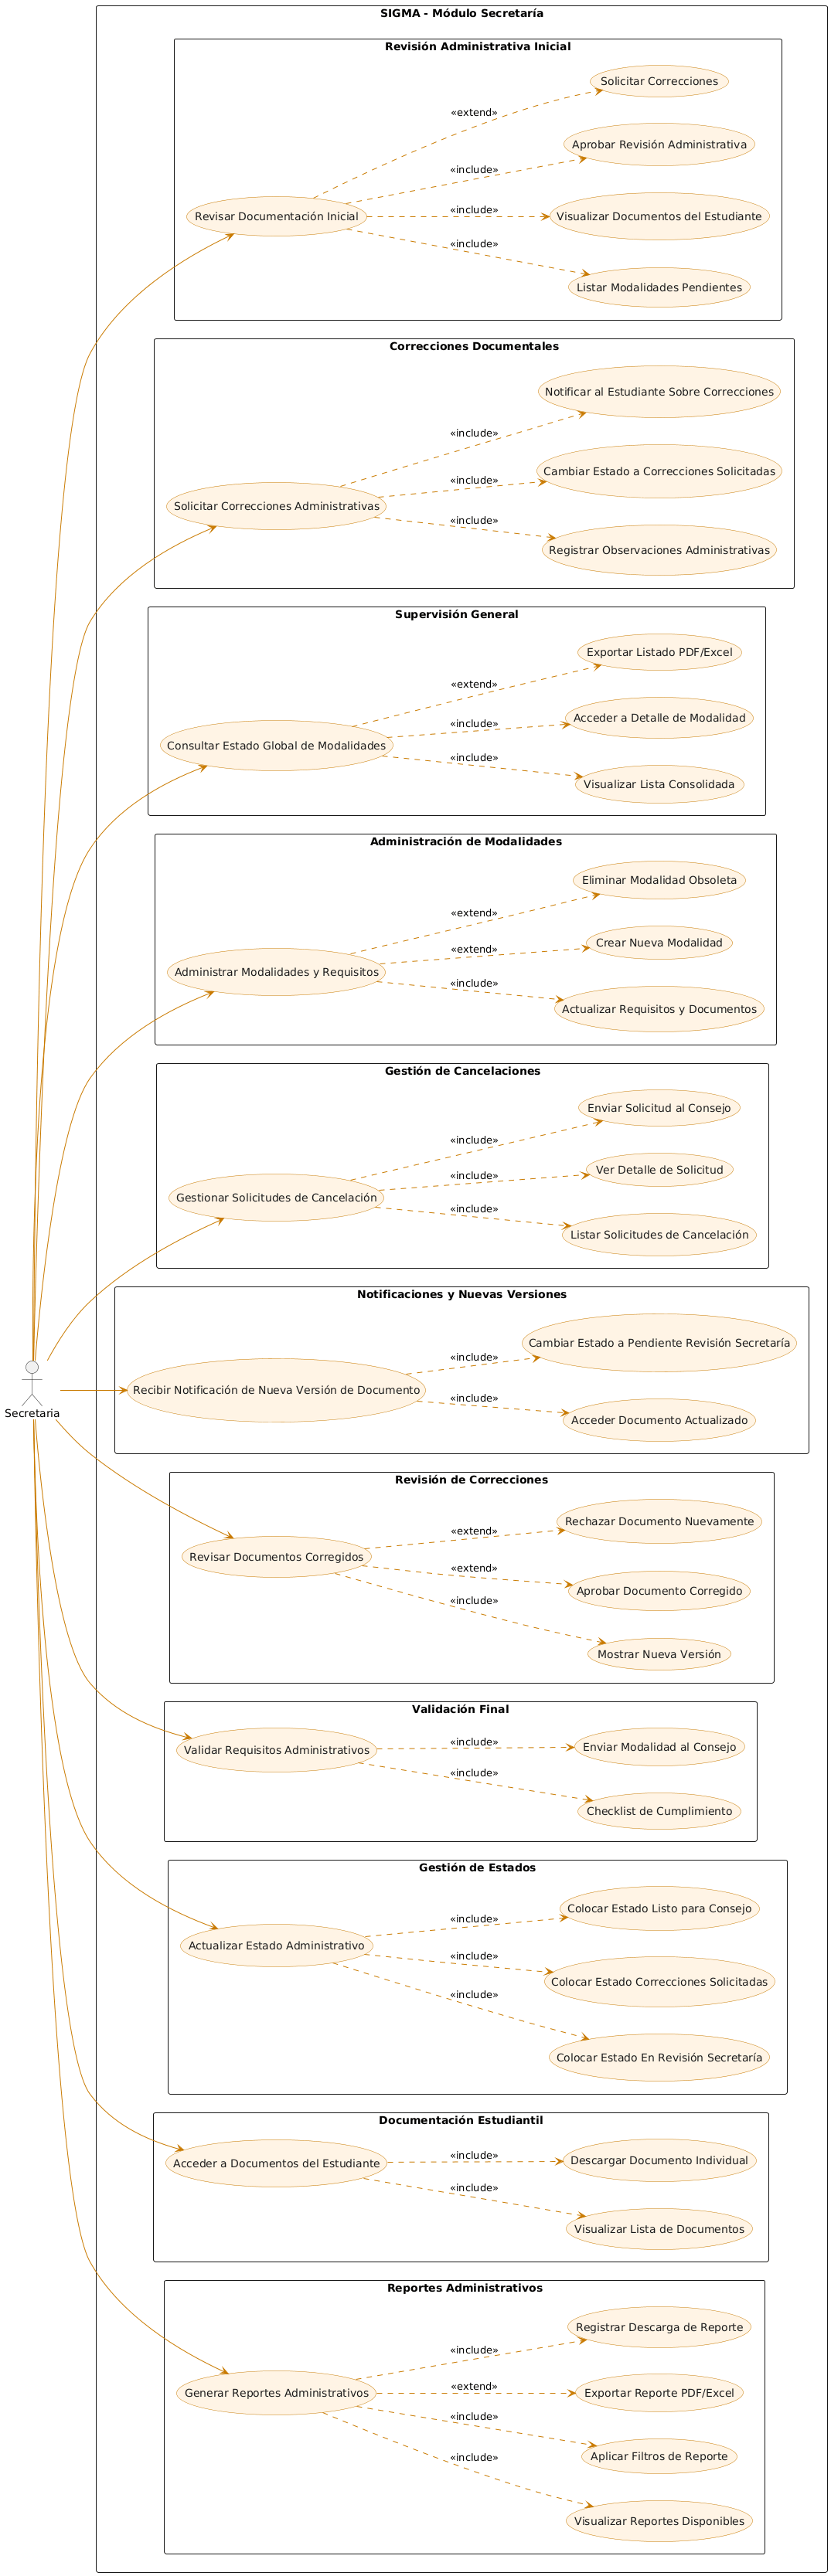 SIGMA - Módulo Secretaría
Revisión Administrativa Inicial
Solicitar Correcciones
«extend»
Aprobar Revisión Administrativa
«include»
Revisar Documentación Inicial
«include»
Visualizar Documentos del Estudiante
«include»
Listar Modalidades Pendientes
Correcciones Documentales
Notificar al Estudiante Sobre Correcciones
«include»
Cambiar Estado a Correcciones Solicitadas
«include»
Solicitar Correcciones Administrativas
«include»
Registrar Observaciones Administrativas
Supervisión General
Exportar Listado PDF/Excel
«extend»
Acceder a Detalle de Modalidad
«include»
Consultar Estado Global de Modalidades
«include»
Visualizar Lista Consolidada
Administración de Modalidades
Eliminar Modalidad Obsoleta
«extend»
Crear Nueva Modalidad
«extend»
Administrar Modalidades y Requisitos
«include»
Actualizar Requisitos y Documentos
Gestión de Cancelaciones
Enviar Solicitud al Consejo
«include»
Ver Detalle de Solicitud
«include»
Gestionar Solicitudes de Cancelación
«include»
Listar Solicitudes de Cancelación
Notificaciones y Nuevas Versiones
Cambiar Estado a Pendiente Revisión Secretaría
«include»
Recibir Notificación de Nueva Versión de Documento
«include»
Acceder Documento Actualizado
Secretaria
Revisión de Correcciones
Rechazar Documento Nuevamente
«extend»
Revisar Documentos Corregidos
«extend»
Aprobar Documento Corregido
«include»
Mostrar Nueva Versión
Validación Final
«include»
Enviar Modalidad al Consejo
Validar Requisitos Administrativos
«include»
Checklist de Cumplimiento
Gestión de Estados
Colocar Estado Listo para Consejo
«include»
Actualizar Estado Administrativo
«include»
Colocar Estado Correcciones Solicitadas
«include»
Colocar Estado En Revisión Secretaría
Documentación Estudiantil
«include»
Descargar Documento Individual
Acceder a Documentos del Estudiante
«include»
Visualizar Lista de Documentos
Reportes Administrativos
Registrar Descarga de Reporte
«include»
«extend»
Generar Reportes Administrativos
Exportar Reporte PDF/Excel
«include»
Aplicar Filtros de Reporte
«include»
Visualizar Reportes Disponibles